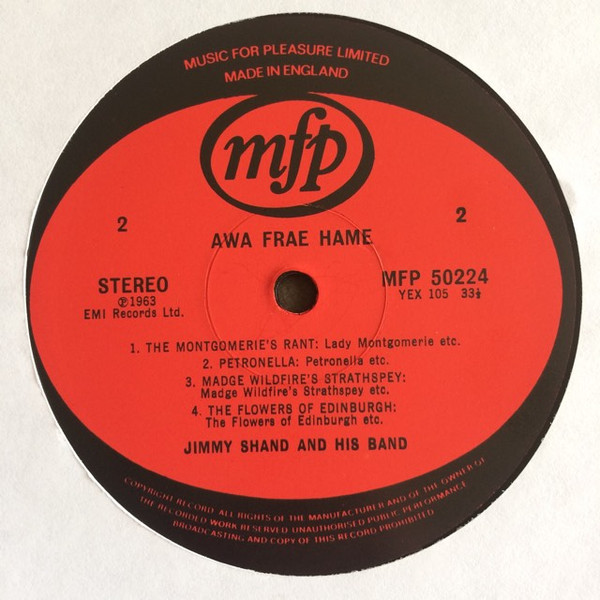 MUSIC FOR PLEASURE LIMITED
MADE IN ENGLAND
mfp
2
2
AWA FRAE HAME
STEREO
℗1963
EMI Records Ltd.
MFP 50224
YEX 105 33⅓
1. THE MONTGOMERIE'S RANT: Lady Montgomerie etc.
2. PETRONELLA: Petronella etc.
3. MADGE WILDFIRE'S STRATHSPEY:
Madge Wildfire's Strathspey etc.
4. THE FLOWERS OF EDINBURGH:
The Flowers of Edinburgh etc.
JIMMY SHAND AND HIS BAND
COPYRIGHT RECORD ALL RIGHTS OF THE MANUFACTURER AND OF THE OWNER OF
THE RECORDED WORK RESERVED UNAUTHORISED PUBLIC PERFORMANCE
BROADCASTING AND COPY OF THIS RECORD PROHIBITED